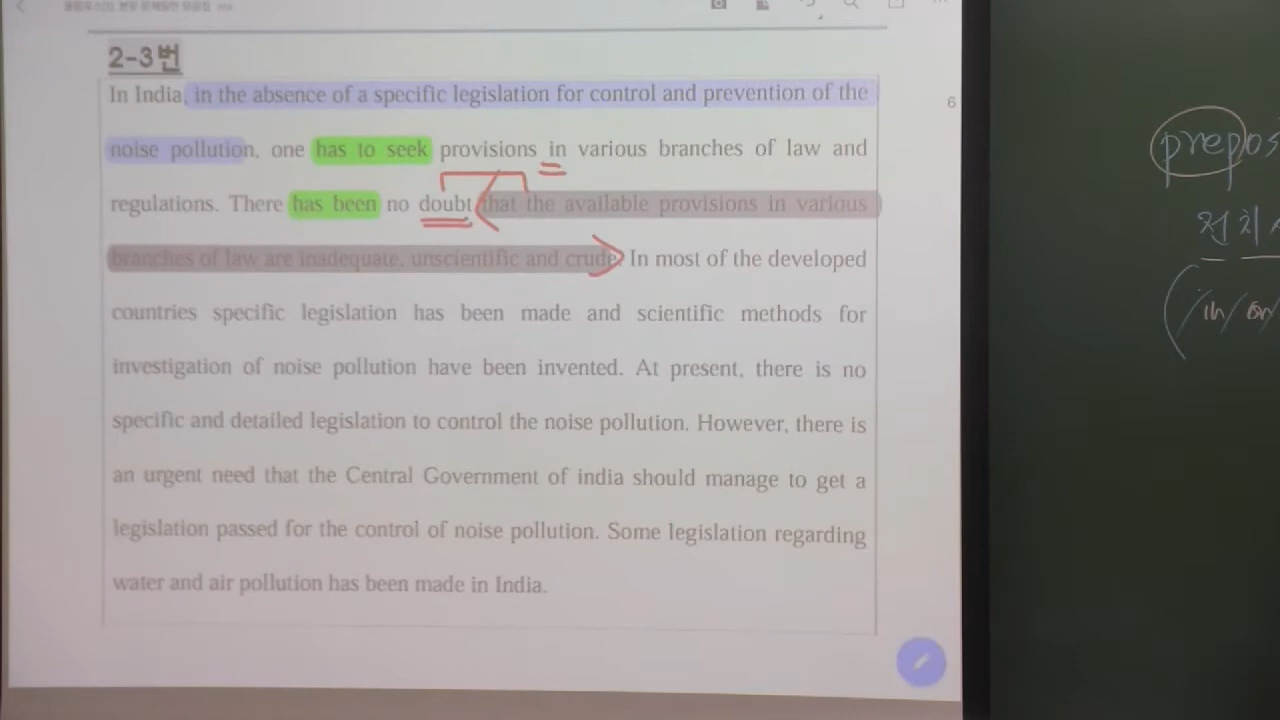 2-3번
In India, in the absence of a specific legislation for control and prevention of the
noise pollution, one has to seek provisions in various branches of law and
regulations. There has been no doubt that the available provisions in various
branches of law are inadequate, unscientific and crude. In most of the developed
countries specific legislation has been made and scientific methods for
investigation of noise pollution have been invented. At present, there is no
specific and detailed legislation to control the noise pollution. However, there is
an urgent need that the Central Government of india should manage to get a
legislation passed for the control of noise pollution. Some legislation regarding
water and air pollution has been made in India.
6
prepos
전치
(/in/on